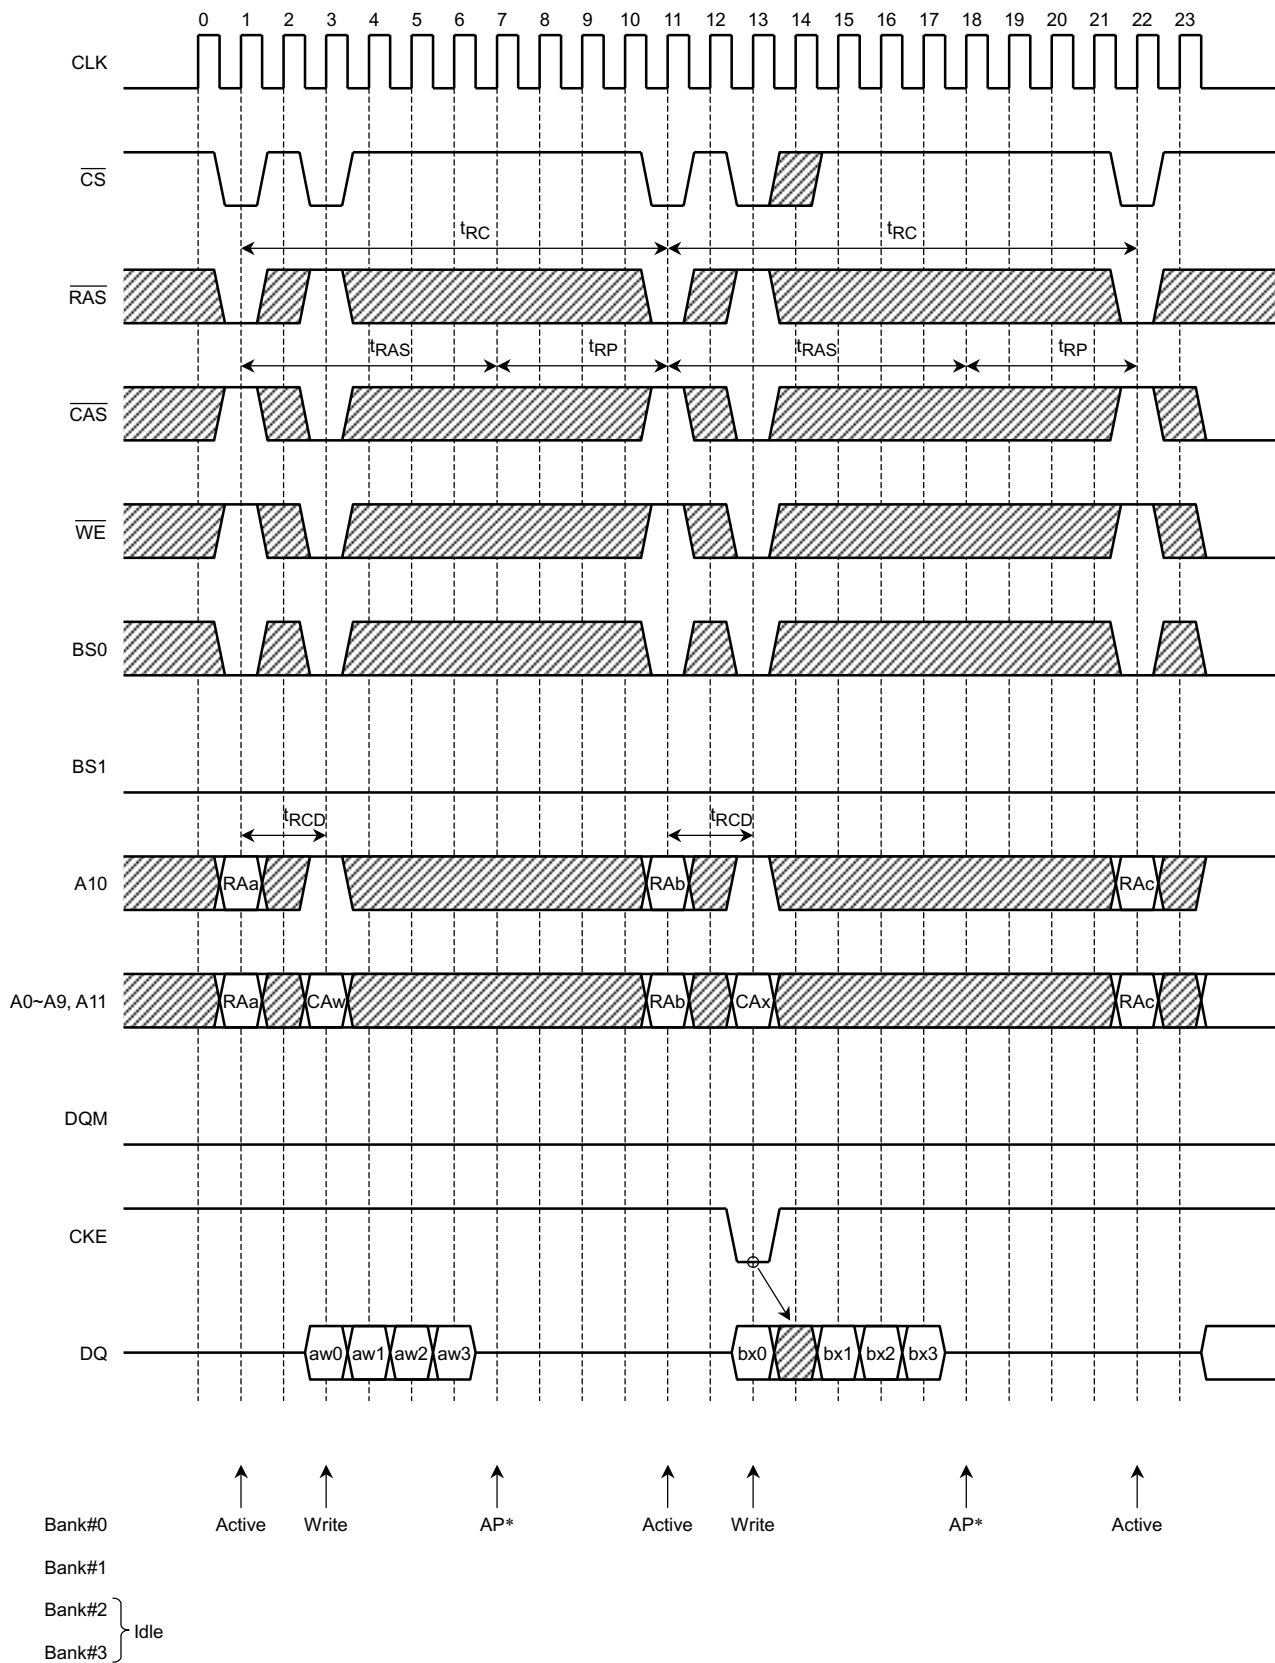 0 1 2 3 4 5 6 7 8 9 10 11 12 13 14 15 16 17 18 19 20 21 22 23
CLK
CS
tRC tRC
RAS
tRAS tRP tRAS tRP
CAS
WE
BS0
BS1
tRCD tRCD
A10 RAa RAb RAc
A0~A9, A11 RAa CAw RAb CAx RAc
DQM
CKE
DQ aw0 aw1 aw2 aw3 bx0 bx1 bx2 bx3
Bank#0 Active Write AP* Active Write AP* Active
Bank#1
Bank#2
Idle
Bank#3